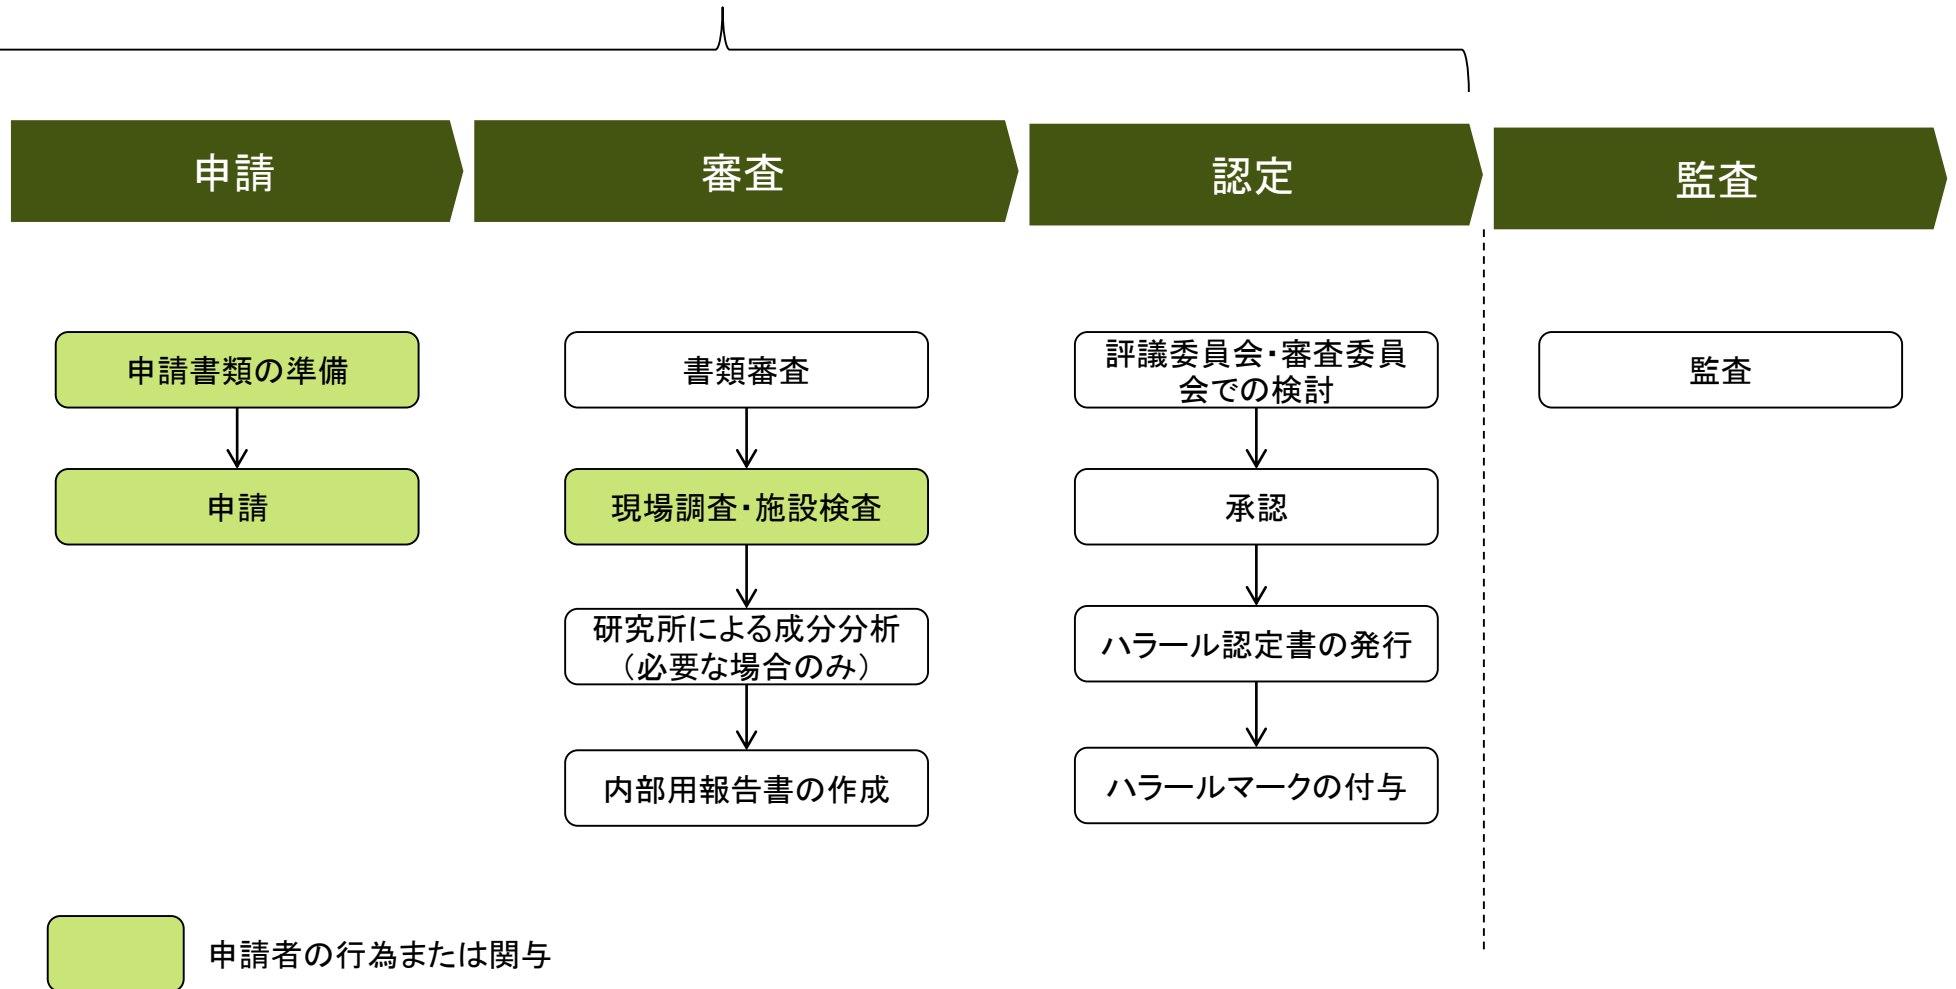 申請
審査
認定
監査
申請書類の準備
申請
書類審査
現場調査・施設検査
研究所による成分分析
（必要な場合のみ）
内部用報告書の作成
評議委員会・審査委員
会での検討
承認
ハラール認定書の発行
ハラールマークの付与
監査
申請者の行為または関与